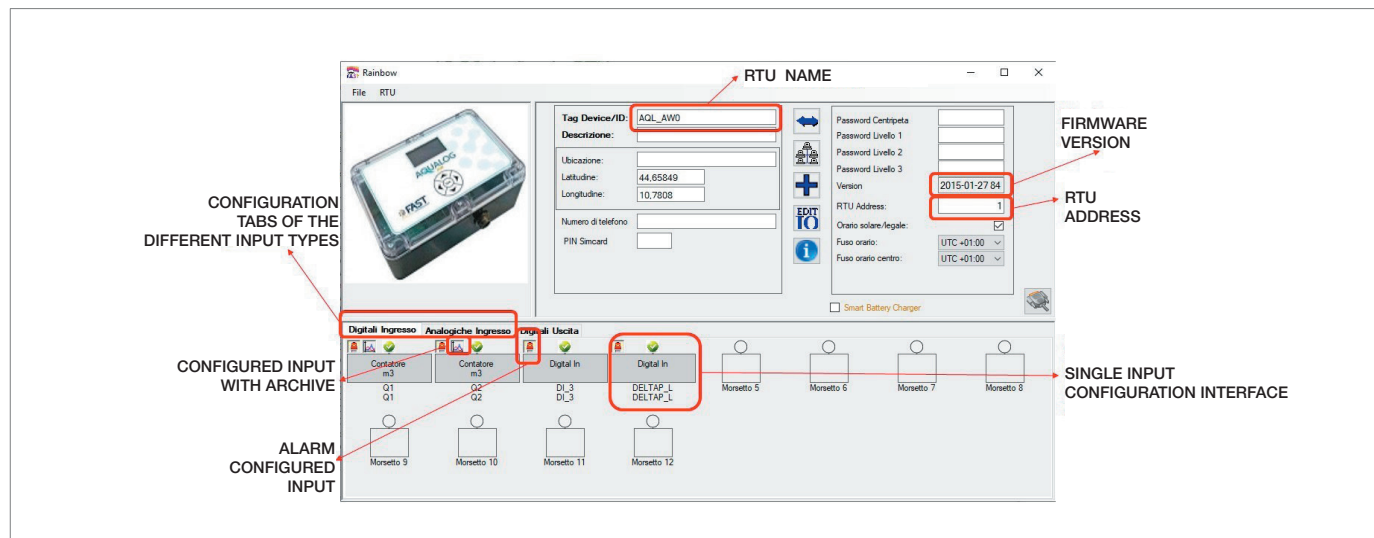 Rainbow
RTU NAME
File RTU
AQUALOG
FAST
Tag Device/ID: AQL_AW0
Descrizione:
Ubicazione:
Latitudine: 44,65849
Longitudine: 10,7808
Numero di telefono
PIN Simcard
EDIT
IO
i
Password Centripeta
Password Livello 1
Password Livello 2
Password Livello 3
Version 2015-01-27 84
RTU Address: 1
Orario solare/legale:
Fuso orario: UTC +01:00
Fuso orario centro: UTC +01:00
Smart Battery Charger
FIRMWARE
VERSION
RTU
ADDRESS
CONFIGURATION
TABS OF THE
DIFFERENT INPUT TYPES
Digitali Ingresso Analogiche Ingresso Digitali Uscita
Contatore
m3
Q1
Q1
Contatore
m3
Q2
Q2
Digital In
DI_3
DI_3
Digital In
DELTAP_L
DELTAP_L
Morsetto 5
Morsetto 6
Morsetto 7
Morsetto 8
Morsetto 9
Morsetto 10
Morsetto 11
Morsetto 12
CONFIGURED INPUT
WITH ARCHIVE
ALARM
CONFIGURED
INPUT
SINGLE INPUT
CONFIGURATION INTERFACE